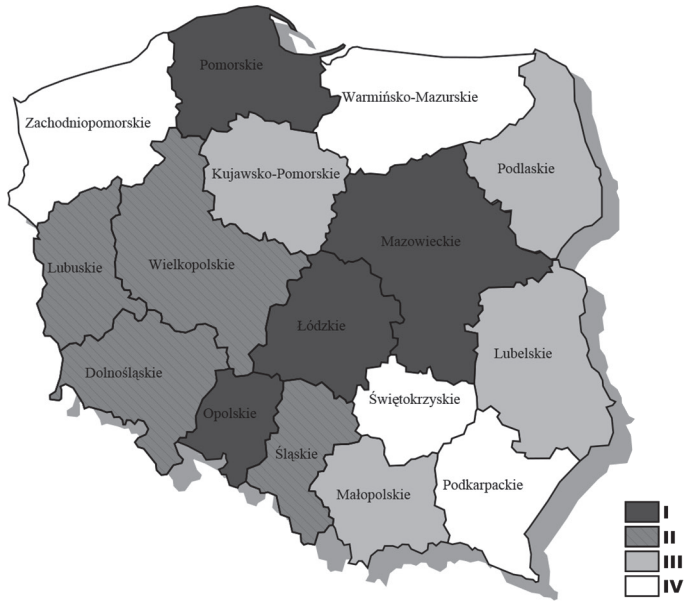 Pomorskie
Warmińsko-Mazurskie
Zachodniopomorskie
Kujawsko-Pomorskie
Podlaskie
Mazowieckie
Lubuskie
Wielkopolskie
Łódzkie
Lubelskie
Dolnośląskie
Świętokrzyskie
Opolskie
Śląskie
Małopolskie
Podkarpackie
I
II
III
IV